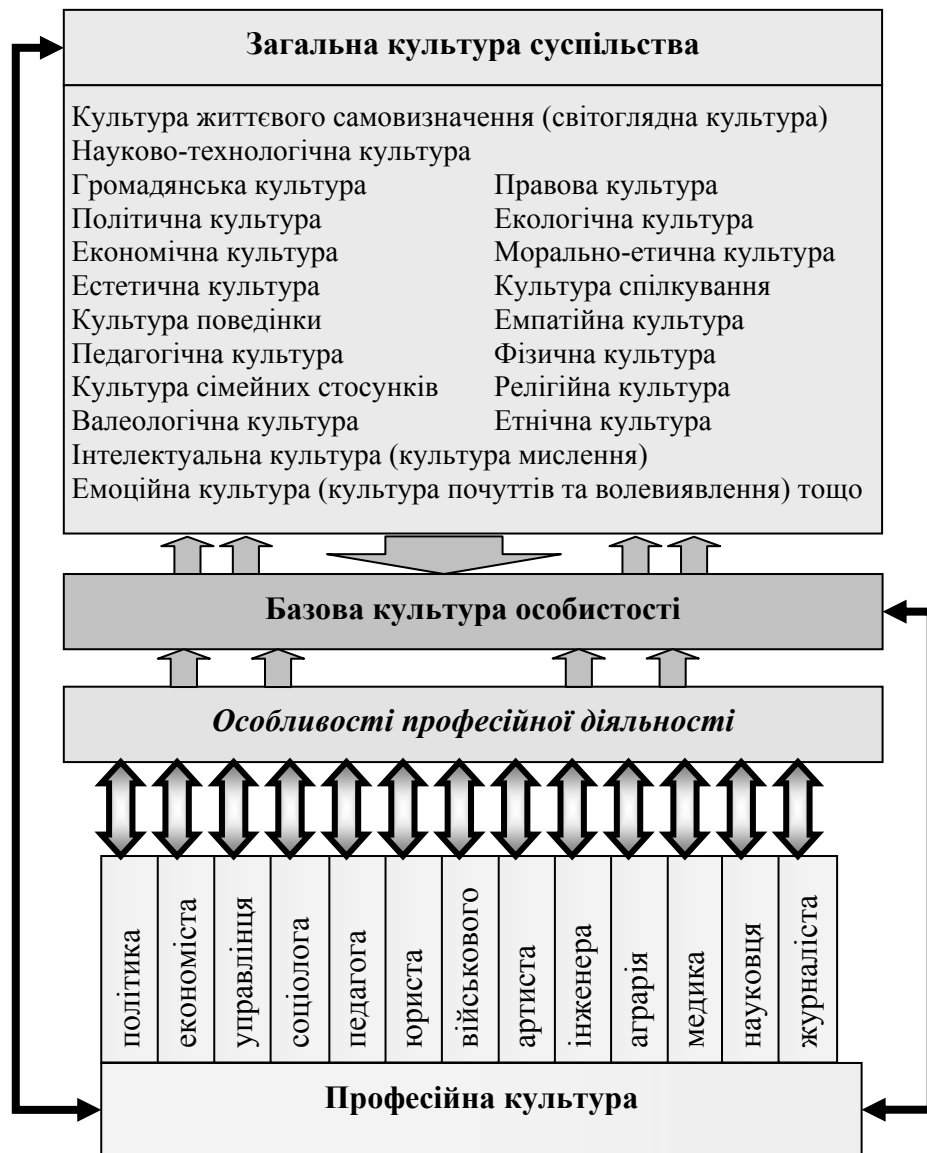 Загальна культура суспільства
Культура життєвого самовизначення (світоглядна культура)
Науково-технологічна культура
Громадянська культура Правова культура
Політична культура Екологічна культура
Економічна культура Морально-етична культура
Естетична культура Культура спілкування
Культура поведінки Емпатійна культура
Педагогічна культура Фізична культура
Культура сімейних стосунків Релігійна культура
Валеологічна культура Етнічна культура
Інтелектуальна культура (культура мислення)
Емоційна культура (культура почуттів та волевиявлення) тощо
Базова культура особистості
Особливості професійної діяльності
політика
економіста
управлінця
соціолога
педагога
юриста
військового
артиста
інженера
аграрія
медика
науковця
журналіста
Професійна культура